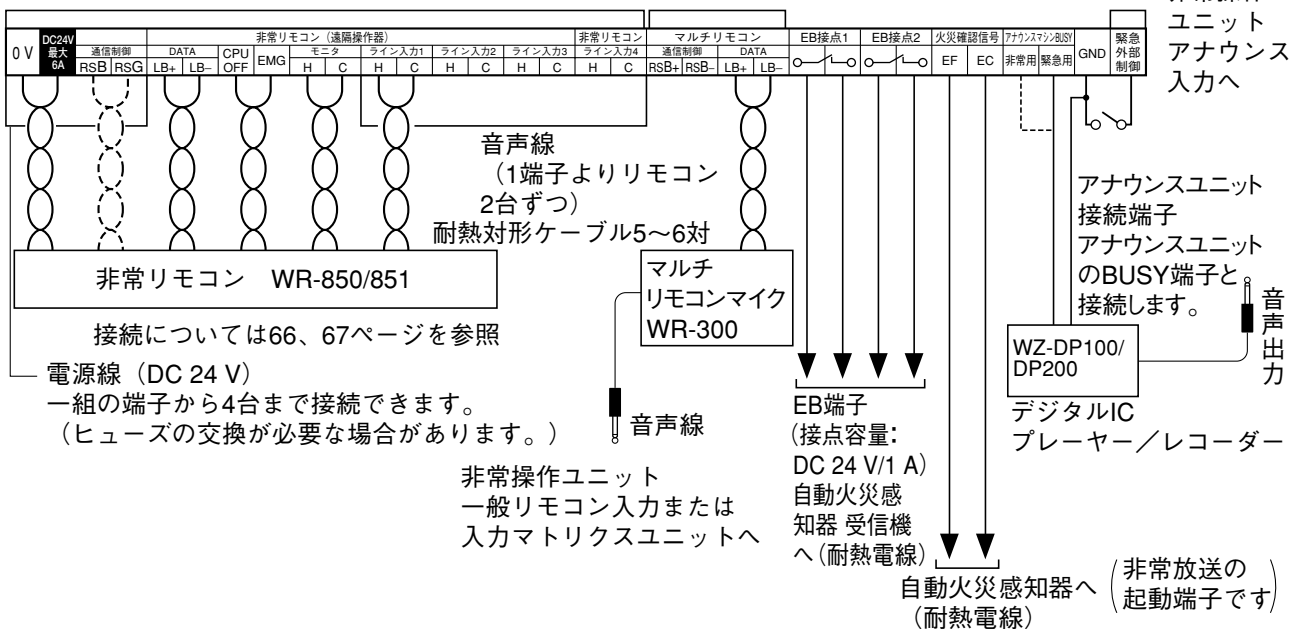 ユニット
アナウンス
入力へ
0 V
DC24V
最大
6A
非常リモコン（遠隔操作器）
通信制御
RSB RSG
DATA
LB+ LB−
CPU
OFF
EMG
モニタ
H C
ライン入力1
H C
ライン入力2
H C
ライン入力3
H C
非常リモコン
ライン入力4
H C
マルチリモコン
通信制御
RSB+ RSB−
DATA
LB+ LB−
EB接点1
EB接点2
火災確認信号
EF EC
アナウンスマシンBUSY
非常用 緊急用
GND
緊急
外部
制御
音声線
（1端子よりリモコン
2台ずつ）
耐熱対形ケーブル5〜6対
非常リモコン WR-850/851
接続については66、67ページを参照
電源線（DC 24 V）
一組の端子から4台まで接続できます。
（ヒューズの交換が必要な場合があります。）
マルチ
リモコンマイク
WR-300
音声線
非常操作ユニット
一般リモコン入力または
入力マトリクスユニットへ
EB端子
（接点容量：
DC 24 V/1 A）
自動火災感
知器 受信機
へ（耐熱電線）
自動火災感知器へ
（耐熱電線）
（非常放送の
起動端子です）
アナウンスユニット
接続端子
アナウンスユニット
のBUSY端子と
接続します。
音声出力
WZ-DP100/
DP200
デジタルIC
プレーヤー／レコーダー